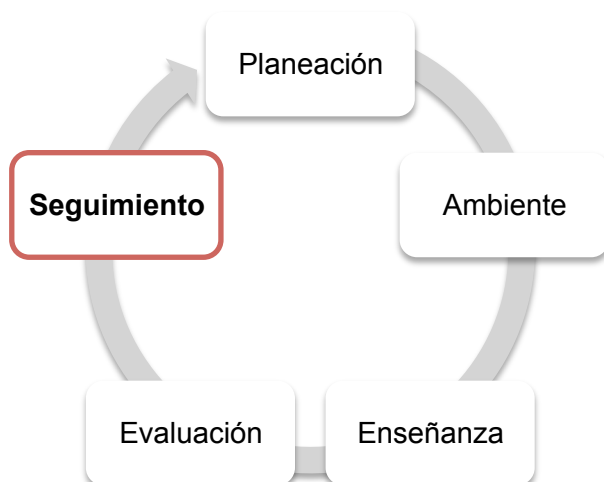 Planeación
Ambiente
Enseñanza
Evaluación
Seguimiento